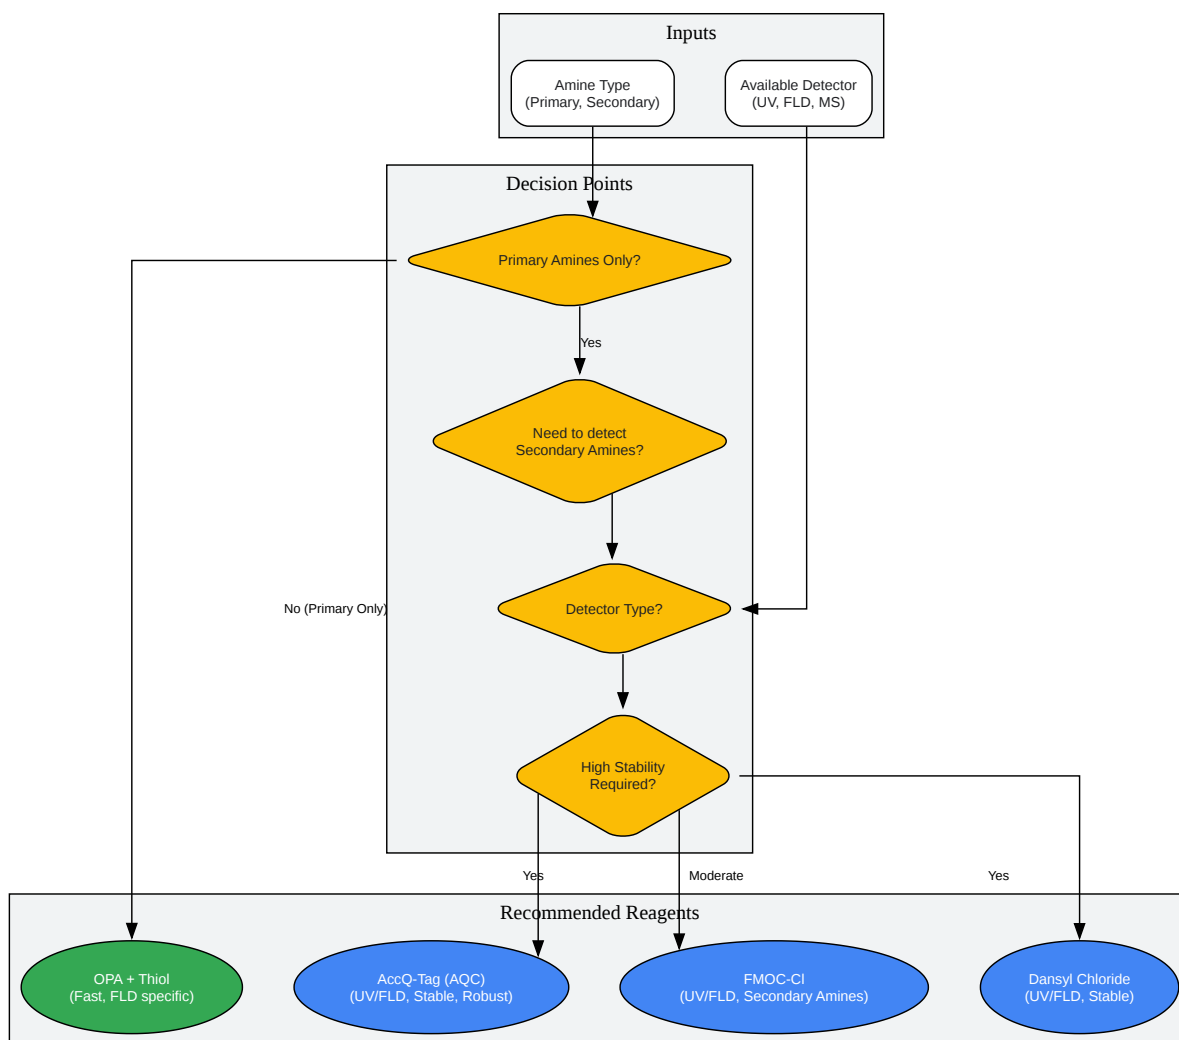 Inputs
Amine Type
(Primary, Secondary)
Available Detector
(UV, FLD, MS)
Decision Points
Primary Amines Only?
Yes
Need to detect
Secondary Amines?
Detector Type?
No (Primary Only)
High Stability
Required?
Yes
Moderate
Yes
Recommended Reagents
OPA + Thiol
(Fast, FLD specific)
AccQ-Tag (AQC)
(UV/FLD, Stable, Robust)
FMOC-Cl
(UV/FLD, Secondary Amines)
Dansyl Chloride
(UV/FLD, Stable)